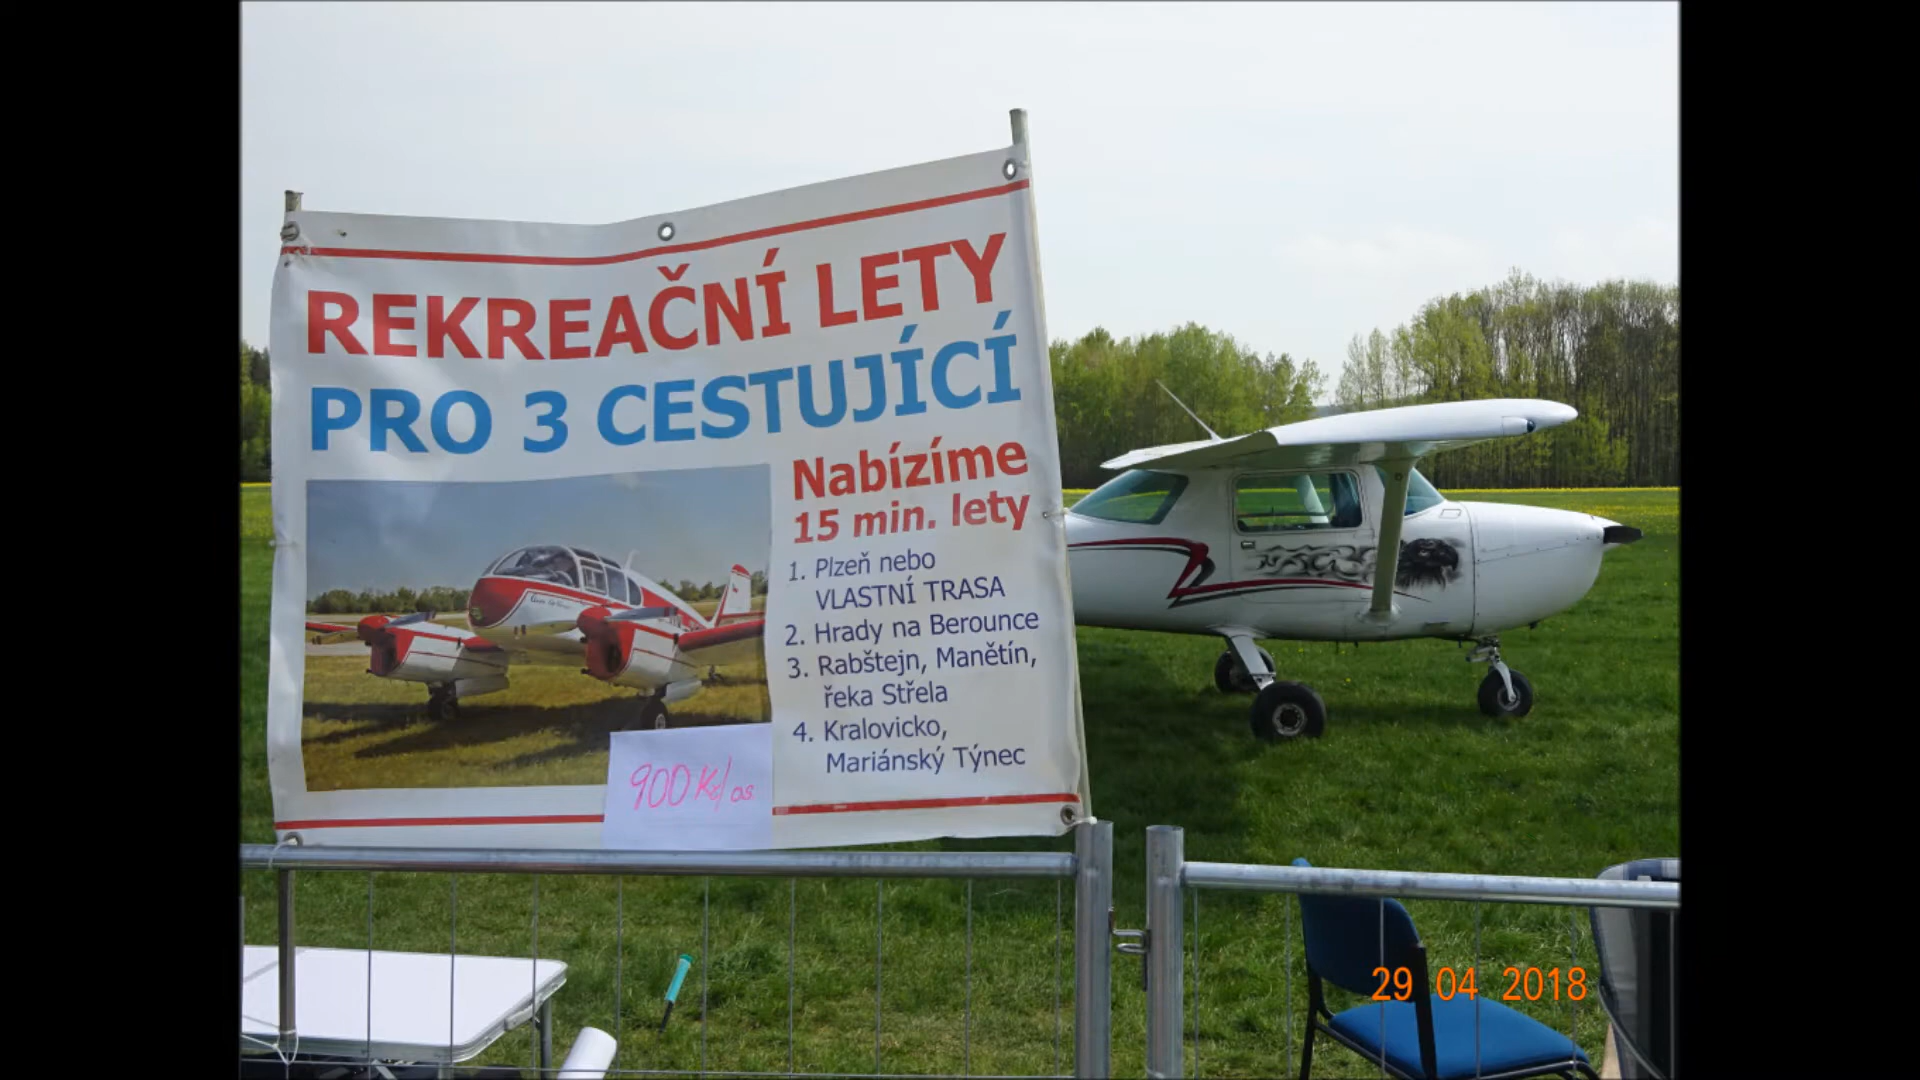 REKREAČNÍ LETY
PRO 3 CESTUJÍCÍ
Nabízíme
15 min. lety
1. Plzeň nebo
VLASTNÍ TRASA
2. Hrady na Berounce
3. Rabštejn, Manětín,
řeka Střela
4. Kralovicko,
Mariánský Týnec
900 Kč/os.
29 04 2018